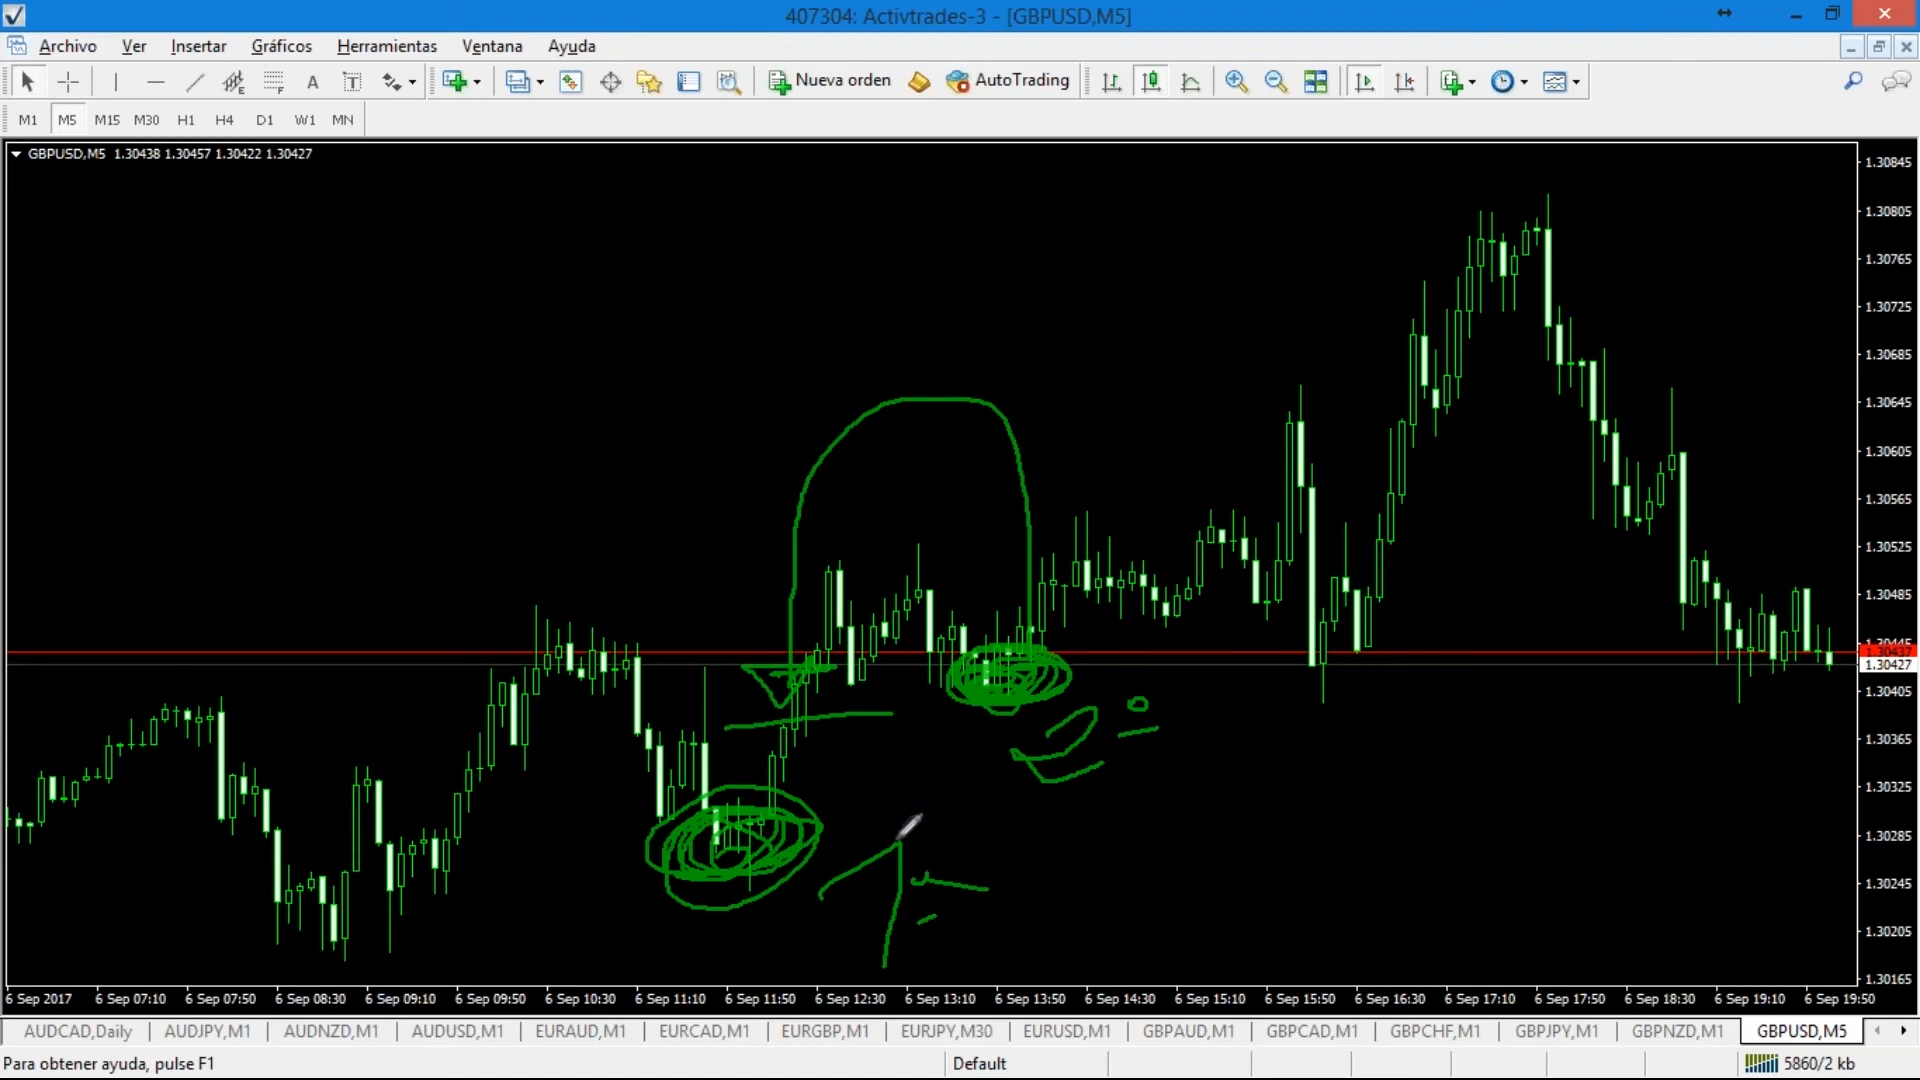 407304: Activtrades-3 - [GBPUSD,M5]
Archivo Ver Insertar Gráficos Herramientas Ventana Ayuda
A T Nueva orden AutoTrading
M1 M5 M15 M30 H1 H4 D1 W1 MN
GBPUSD,M5 1.30438 1.30457 1.30422 1.30427
1.30845
1.30805
1.30765
1.30725
1.30685
1.30645
1.30605
1.30565
1.30525
1.30485
1.30445
1.30437
1.30427
1.30405
1.30365
1.30325
1.30285
1.30245
1.30205
1.30165
1º
2º
6 Sep 2017 6 Sep 07:10 6 Sep 07:50 6 Sep 08:30 6 Sep 09:10 6 Sep 09:50 6 Sep 10:30 6 Sep 11:10 6 Sep 11:50 6 Sep 12:30 6 Sep 13:10 6 Sep 13:50 6 Sep 14:30 6 Sep 15:10 6 Sep 15:50 6 Sep 16:30 6 Sep 17:10 6 Sep 17:50 6 Sep 18:30 6 Sep 19:10 6 Sep 19:50
AUDCAD,Daily AUDJPY,M1 AUDNZD,M1 AUDUSD,M1 EURAUD,M1 EURCAD,M1 EURGBP,M1 EURJPY,M30 EURUSD,M1 GBPAUD,M1 GBPCAD,M1 GBPCHF,M1 GBPJPY,M1 GBPNZD,M1 GBPUSD,M5
Para obtener ayuda, pulse F1 Default 5860/2 kb